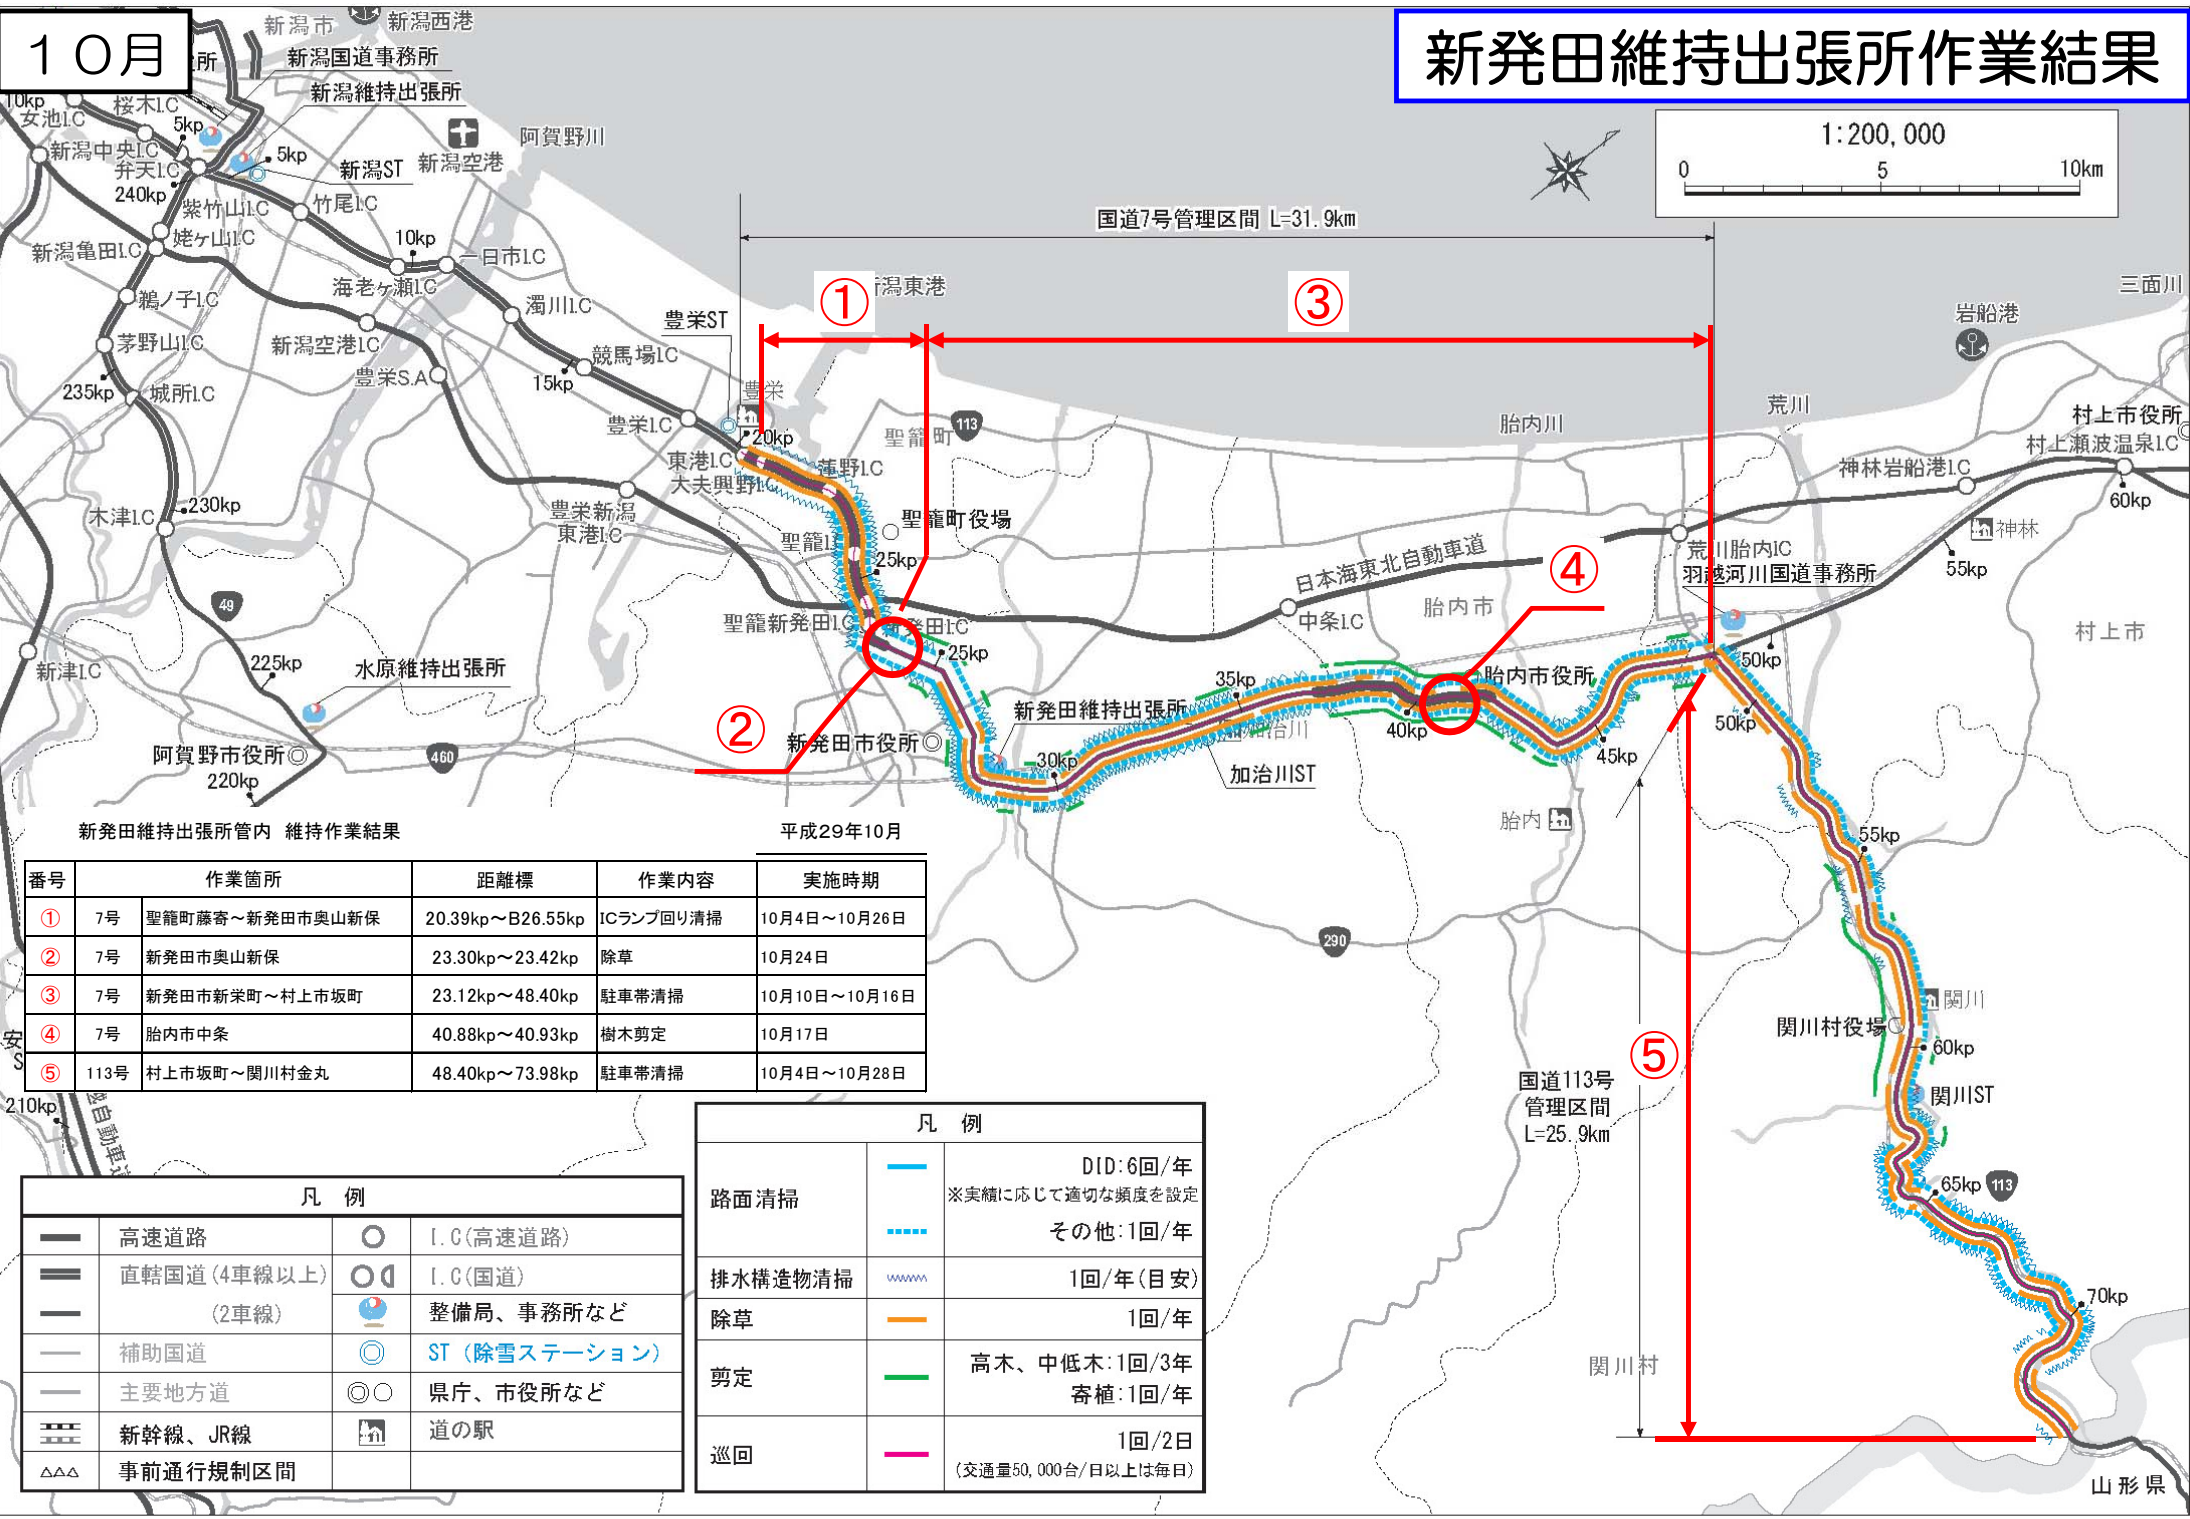 １０月
新発田維持出張所作業結果
1:200,000
0 5 10km
新潟市
新潟西港
所
新潟国道事務所
新潟維持出張所
10kp
桜木I.C
女池I.C
5kp
新潟中央I.C
弁天I.C
5kp
240kp
新潟ST
新潟空港
阿賀野川
紫竹山I.C
竹尾I.C
姥ヶ山I.C
新潟亀田I.C
10kp
一日市I.C
海老ヶ瀬I.C
鵜ノ子I.C
濁川I.C
茅野山I.C
新潟空港I.C
競馬場I.C
豊栄S.A
15kp
235kp
城所I.C
豊栄ST
豊栄
豊栄I.C
国道7号管理区間 L=31.9km
①
潟東港
③
三面川
岩船港
荒川
胎内川
村上市役所
村上瀬波温泉I.C
神林岩船港I.C
60kp
神林
55kp
20kp
東港I.C
大夫興野I.C
蓮野I.C
聖籠町
113
230kp
木津I.C
豊栄新潟
東港I.C
聖籠町役場
聖籠I.
25kp
日本海東北自動車道
④
荒川胎内IC
羽越河川国道事務所
胎内市
中条I.C
村上市
49
聖籠新発田I.C
新発田I.C
25kp
50kp
新津I.C
225kp
水原維持出張所
35kp
胎内市役所
新発田維持出張所
50kp
②
40kp
加治川
新発田市役所
45kp
阿賀野市役所
220kp
460
30kp
加治川ST
胎内
55kp
新発田維持出張所管内 維持作業結果
平成29年10月
番号 作業箇所 距離標 作業内容 実施時期
① 7号 聖籠町藤寄～新発田市奥山新保 20.39kp～B26.55kp ICランプ回り清掃 10月4日～10月26日
② 7号 新発田市奥山新保 23.30kp～23.42kp 除草 10月24日
③ 7号 新発田市新栄町～村上市坂町 23.12kp～48.40kp 駐車帯清掃 10月10日～10月16日
④ 7号 胎内市中条 40.88kp～40.93kp 樹木剪定 10月17日
⑤ 113号 村上市坂町～関川村金丸 48.40kp～73.98kp 駐車帯清掃 10月4日～10月28日
290
関川
関川村役場
60kp
⑤
国道113号
管理区間
L=25.9km
関川ST
65kp
113
70kp
関川村
山形県
安
S
210kp
越自動車道
凡 例
高速道路 I.C(高速道路)
直轄国道(4車線以上) I.C(国道)
(2車線) 整備局、事務所など
補助国道 ST（除雪ステーション）
主要地方道 県庁、市役所など
新幹線、JR線 道の駅
事前通行規制区間
凡 例
路面清掃 DID:6回/年
※実績に応じて適切な頻度を設定
その他:1回/年
排水構造物清掃 1回/年(目安)
除草 1回/年
剪定 高木、中低木:1回/3年
寄植:1回/年
巡回 1回/2日
(交通量50,000台/日以上は毎日)